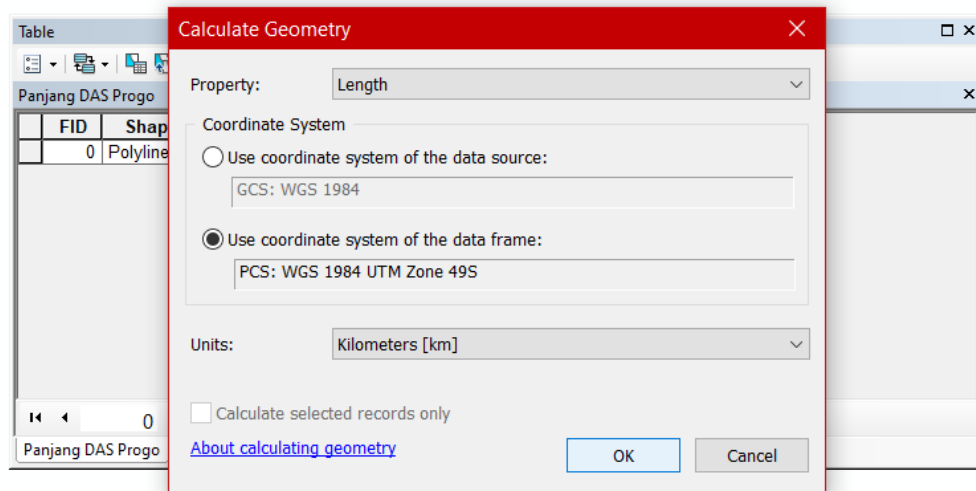 Table
Calculate Geometry
Panjang DAS Progo
Property:
Length
FID
Shap
0
Polyline
Coordinate System
Use coordinate system of the data source:
GCS: WGS 1984
Use coordinate system of the data frame:
PCS: WGS 1984 UTM Zone 49S
Units:
Kilometers [km]
0
Calculate selected records only
Panjang DAS Progo
About calculating geometry
OK
Cancel